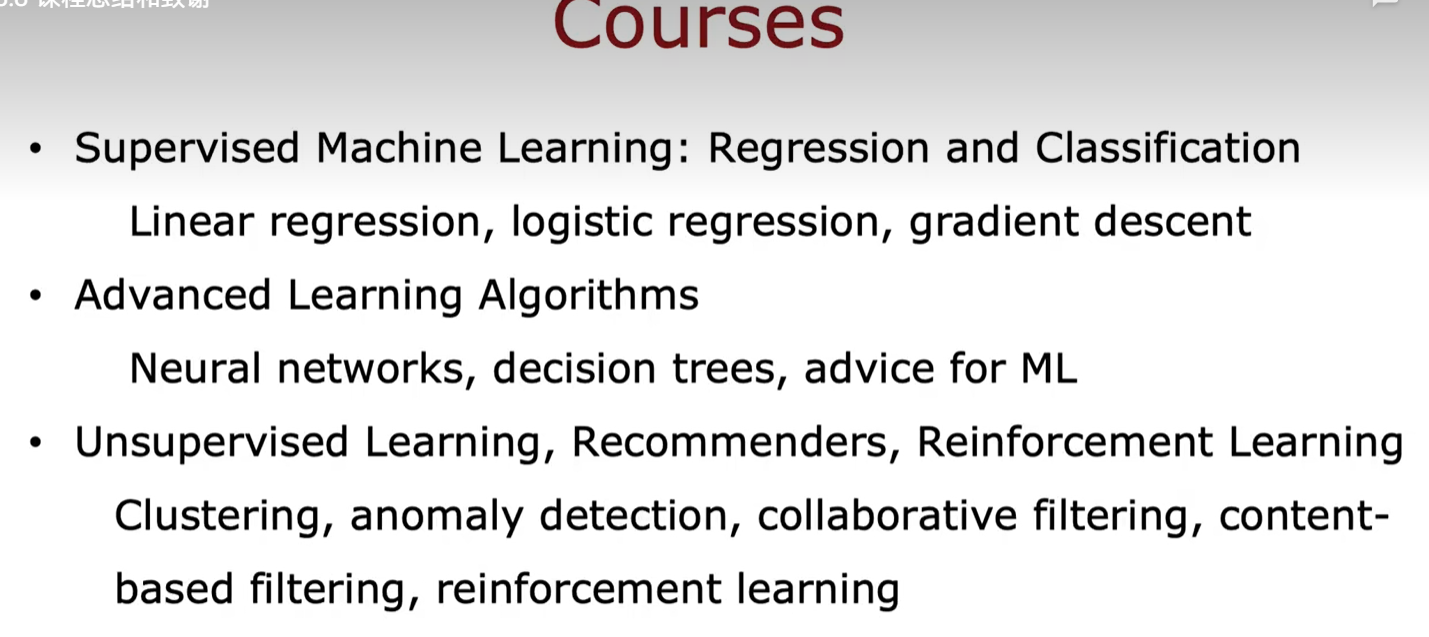 课程总结和致谢
Courses
• Supervised Machine Learning: Regression and Classification
Linear regression, logistic regression, gradient descent
• Advanced Learning Algorithms
Neural networks, decision trees, advice for ML
• Unsupervised Learning, Recommenders, Reinforcement Learning
Clustering, anomaly detection, collaborative filtering, content-
based filtering, reinforcement learning